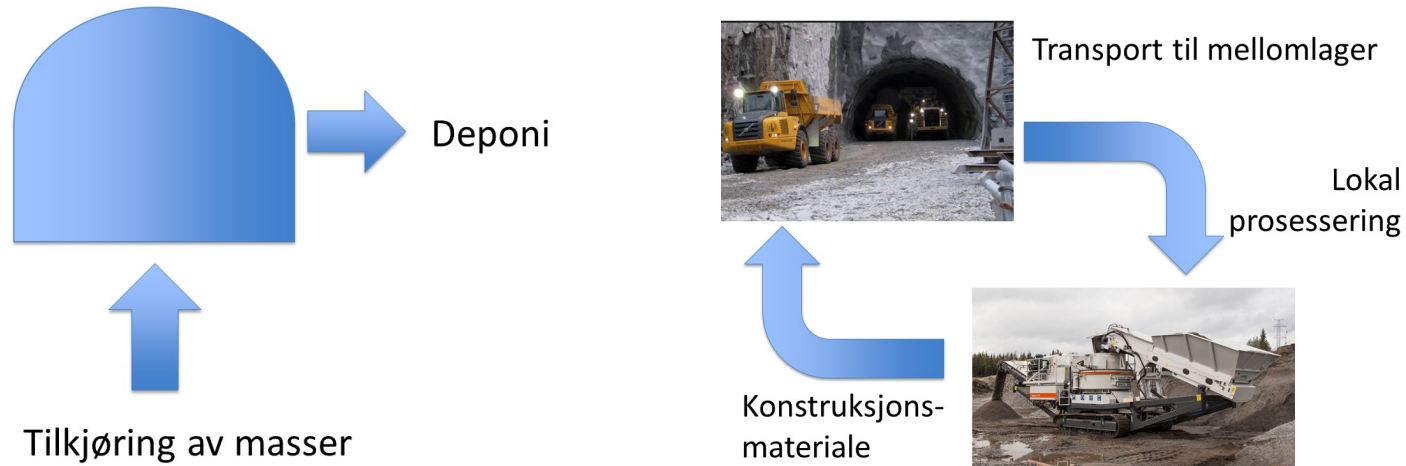 Deponi
Tilkjøring av masser
Transport til mellomlager
Lokal
prosessering
Konstruksjons-
materiale